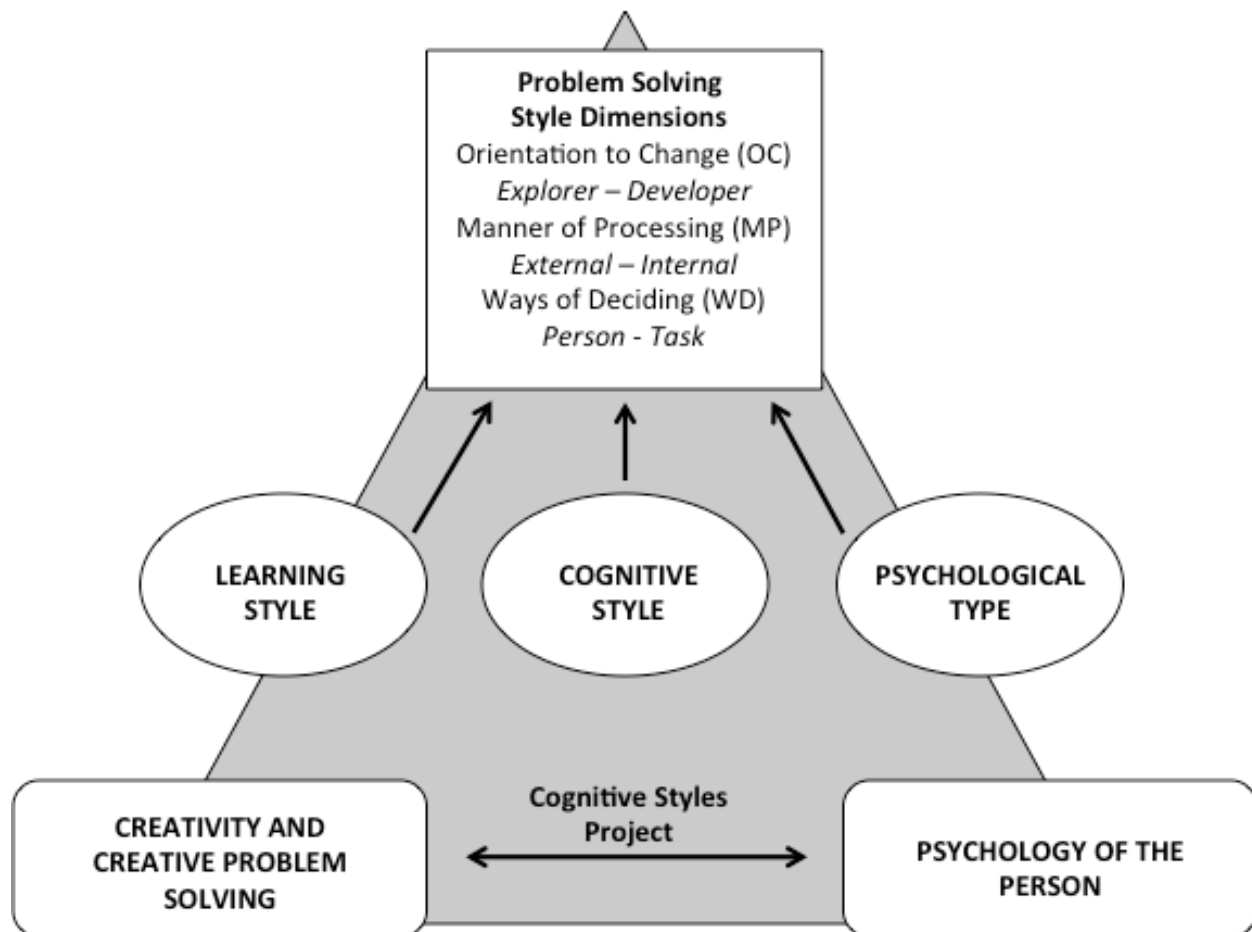 Problem Solving
Style Dimensions
Orientation to Change (OC)
Explorer – Developer
Manner of Processing (MP)
External – Internal
Ways of Deciding (WD)
Person - Task
LEARNING
STYLE
COGNITIVE
STYLE
PSYCHOLOGICAL
TYPE
CREATIVITY AND
CREATIVE PROBLEM
SOLVING
Cognitive Styles
Project
PSYCHOLOGY OF THE
PERSON